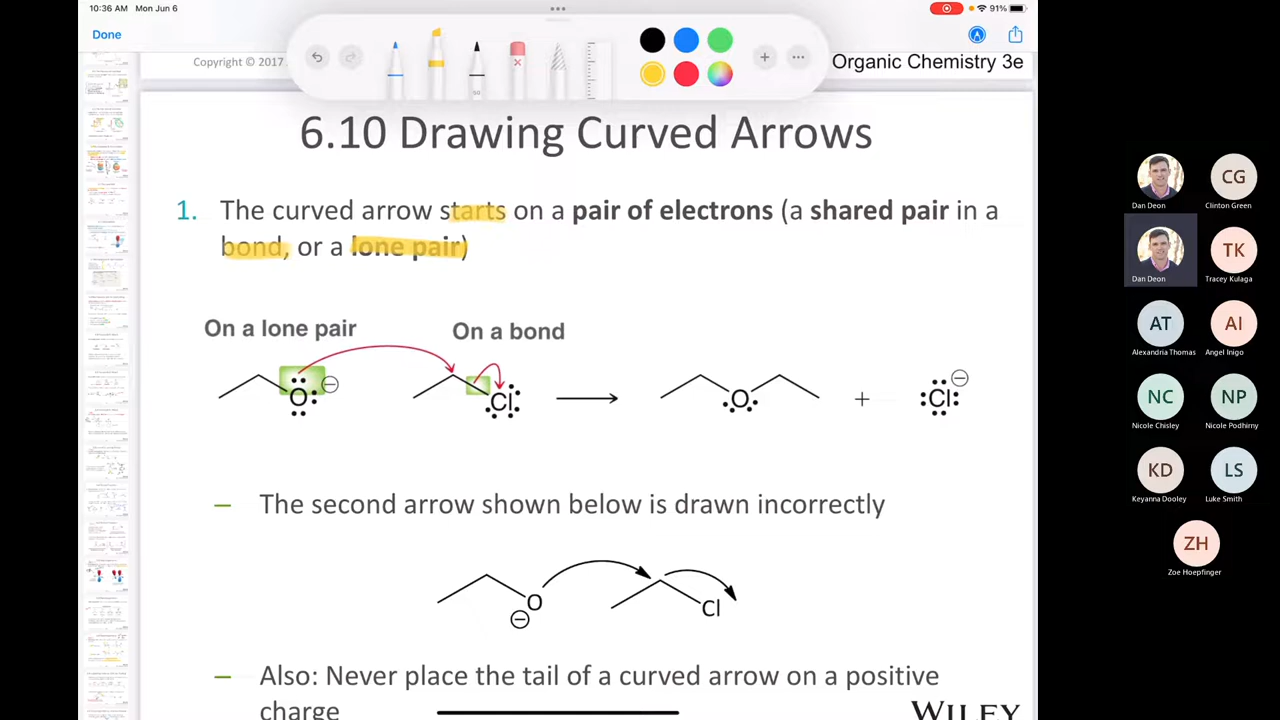 10:36 AM Mon Jun 6
91%
Done
Copyright © 2017
Organic Chemistry 3e
6.10 Drawing Curved Arrows
1. The curved arrow starts on a pair of electrons (a shared pair in a
bond, or a lone pair)
On a lone pair
On a bond
O
Cl
O
+
Cl
– The second arrow shown below is drawn incorrectly
O
Cl
– Also: Never place the tail of a curved arrow on a positive
charge
WILEY
Dan Deon
CG
Clinton Green
Dan Deon
TK
Tracey Kulaga
AT
Alexandria Thomas
AI
Angel Inigo
NC
Nicole Chisley
NP
Nicole Podhirny
KD
Keyanna Dooley
LS
Luke Smith
ZH
Zoe Hoepfinger